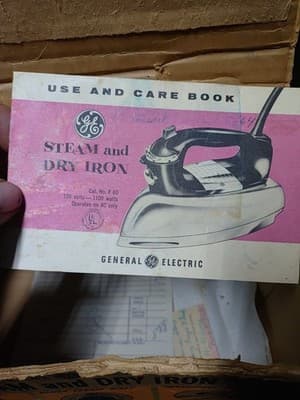 USE AND CARE BOOK
GE
STEAM and
DRY IRON
Cat. No. F 60
120 volts—1100 watts
Operates on AC only
UL
GENERAL GE ELECTRIC
and DRY IRON